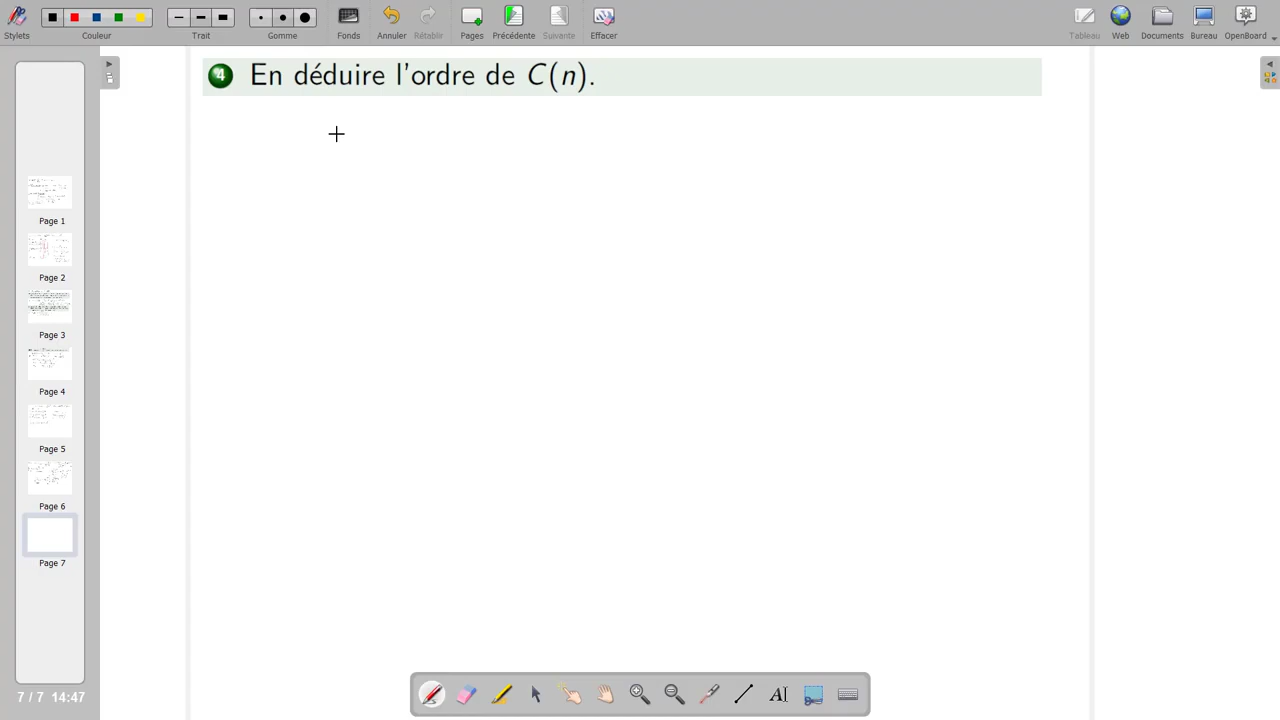 Stylets
Couleur
Trait
Gomme
Fonds
Annuler
Rétablir
Pages
Précédente
Suivante
Effacer
Tableau
Web
Documents
Bureau
OpenBoard
4 En déduire l'ordre de C(n).
Page 1
Page 2
Page 3
Page 4
Page 5
Page 6
Page 7
7 / 7 14:47
AI